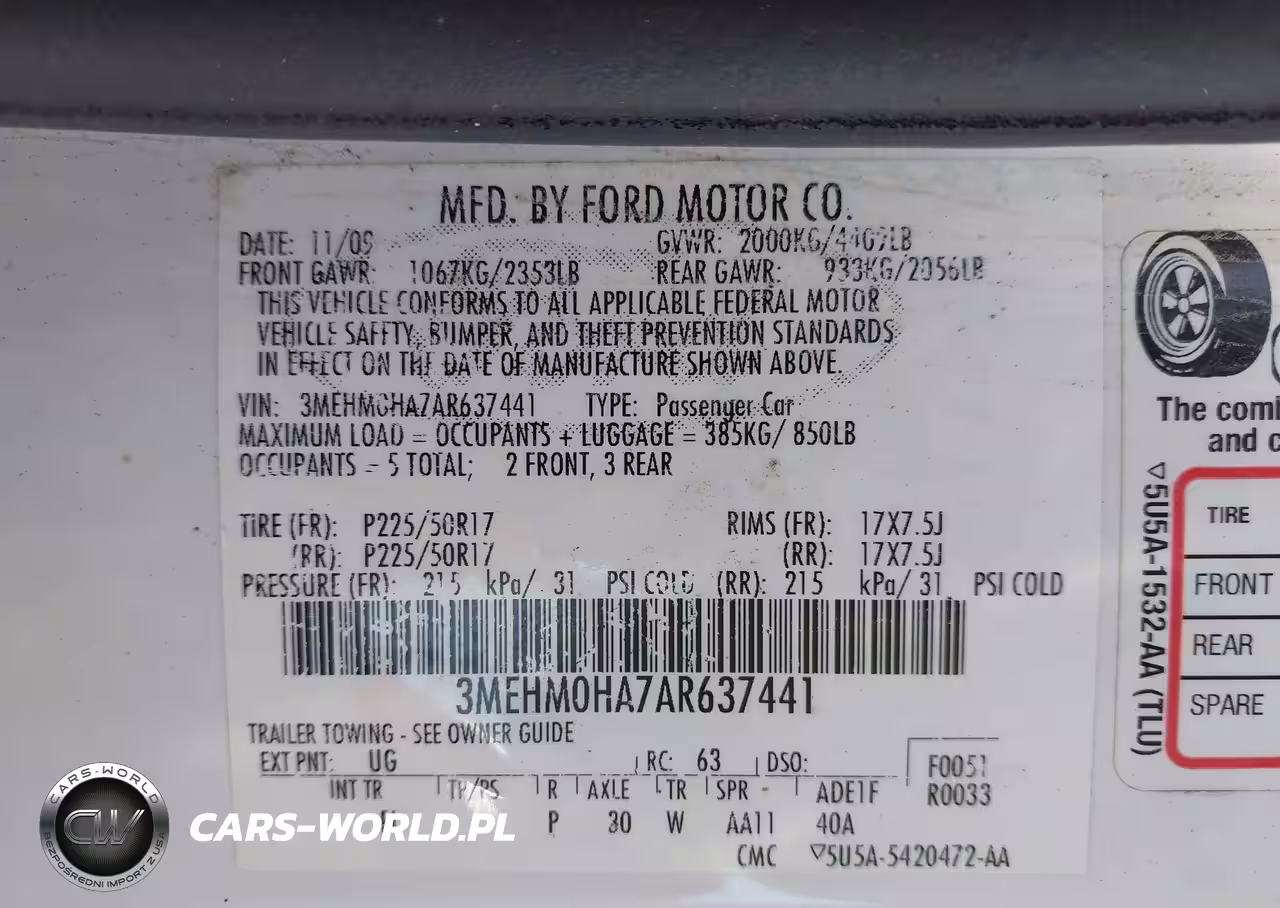 MFD. BY FORD MOTOR CO.
DATE: 11/09 GVWR: 2000KG/4409LB
FRONT GAWR: 1067KG/2353LB REAR GAWR: 933KG/2056LB
THIS VEHICLE CONFORMS TO ALL APPLICABLE FEDERAL MOTOR
VEHICLE SAFETY, BUMPER, AND THEFT PREVENTION STANDARDS
IN EFFECT ON THE DATE OF MANUFACTURE SHOWN ABOVE.
VIN: 3MEHM0HA7AR637441 TYPE: Passenger Car
MAXIMUM LOAD = OCCUPANTS + LUGGAGE = 385KG/ 850LB
OCCUPANTS - 5 TOTAL; 2 FRONT, 3 REAR
TIRE (FR): P225/50R17 RIMS (FR): 17X7.5J
(RR): P225/50R17 (RR): 17X7.5J
PRESSURE (FR): 215 kPa/ 31 PSI COLD (RR): 215 kPa/ 31 PSI COLD
3MEHM0HA7AR637441
TRAILER TOWING - SEE OWNER GUIDE
EXT PNT: UG RC: 63 DSO:
F0051
R0033
INT TR TP/PS R AXLE TR SPR - ADE1F
P 30 W AA11 40A
CMC ▽5U5A-5420472-AA
The com
and c
▽5U5A-1532-AA (TLU)
TIRE
FRONT
REAR
SPARE
CARS-WORLD
CW
BEZPOŚREDNI IMPORT Z USA
CARS-WORLD.PL